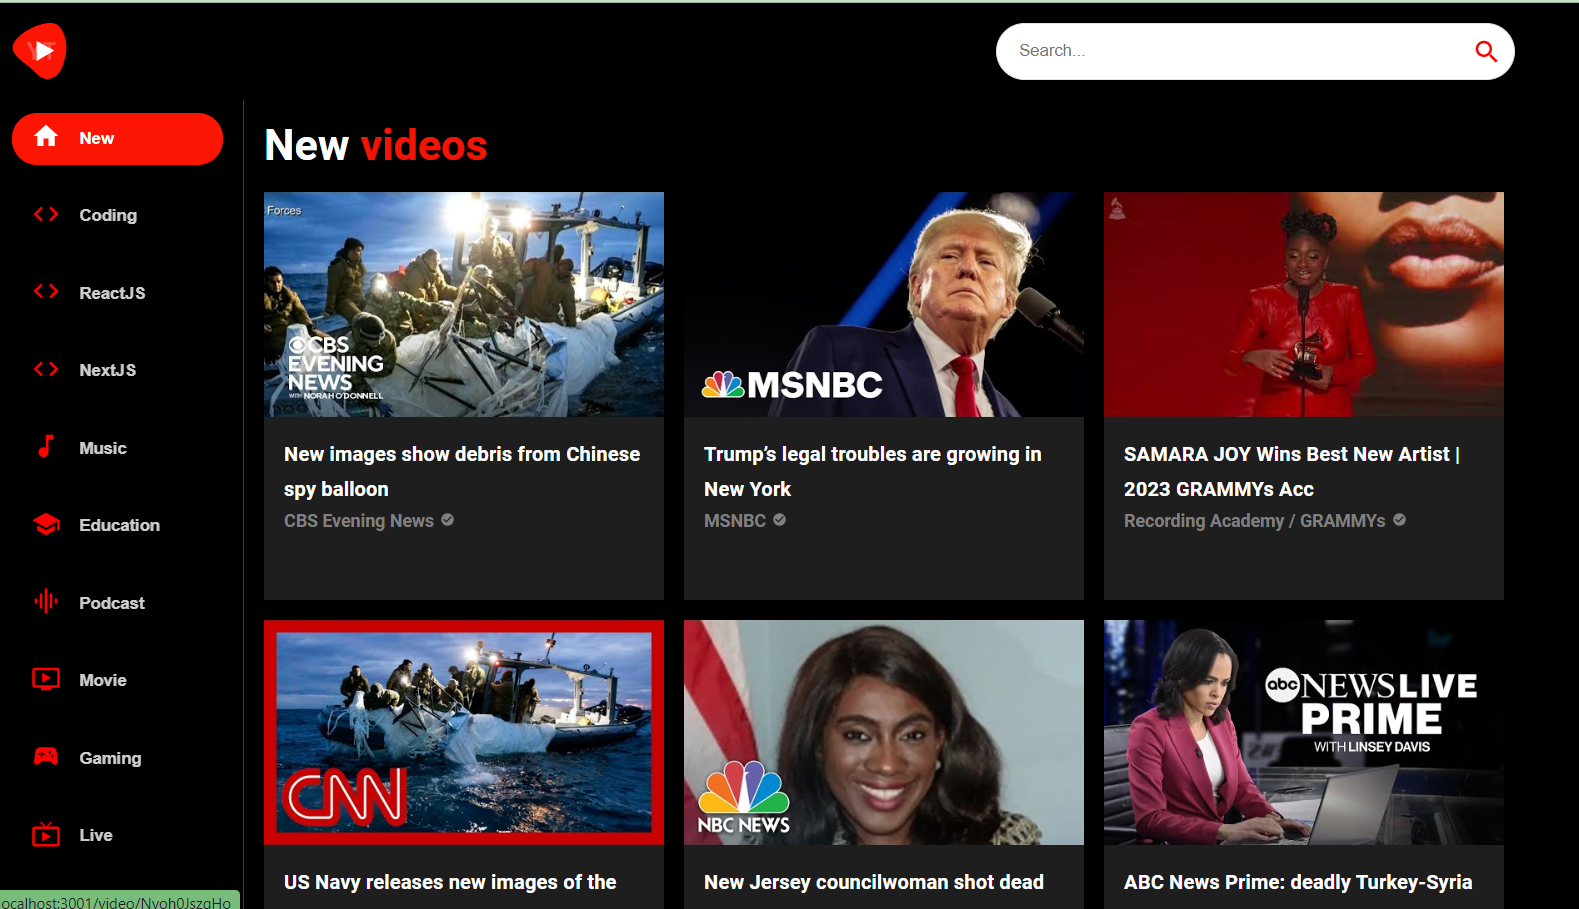 YT
Search...
New
Coding
ReactJS
NextJS
Music
Education
Podcast
Movie
Gaming
Live
New videos
Forces
CBS
EVENING
NEWS
WITH NORAH O'DONNELL
New images show debris from Chinese
spy balloon
CBS Evening News
MSNBC
Trump’s legal troubles are growing in
New York
MSNBC
SAMARA JOY Wins Best New Artist |
2023 GRAMMYs Acc
Recording Academy / GRAMMYs
CNN
US Navy releases new images of the
NBC NEWS
New Jersey councilwoman shot dead
abc NEWS LIVE
PRIME
WITH LINSEY DAVIS
ABC News Prime: deadly Turkey-Syria
ocalhost:3001/video/Nyoh0JszgHo